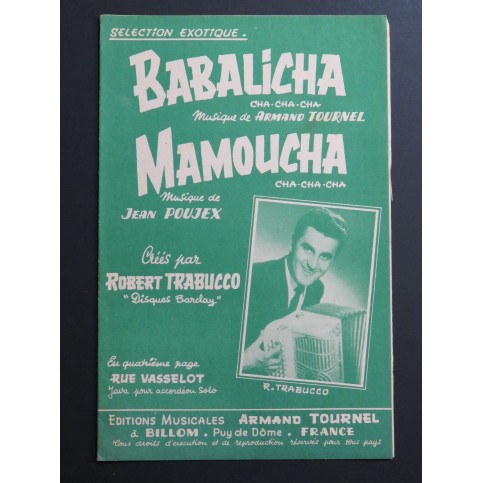 SELECTION EXOTIQUE.
BABALICHA
CHA-CHA-CHA
Musique de ARMAND TOURNEL
MAMOUCHA
CHA-CHA-CHA
Musique de
JEAN POUJEX
Créés par
ROBERT TRABUCCO
"Disques Barclay"
En quatrième page
RUE VASSELOT
Java pour accordéon Solo
R. TRABUCCO
EDITIONS MUSICALES ARMAND TOURNEL
à BILLOM. Puy de Dôme. FRANCE
Tous droits d'exécution et de reproduction réservés pour tous pays